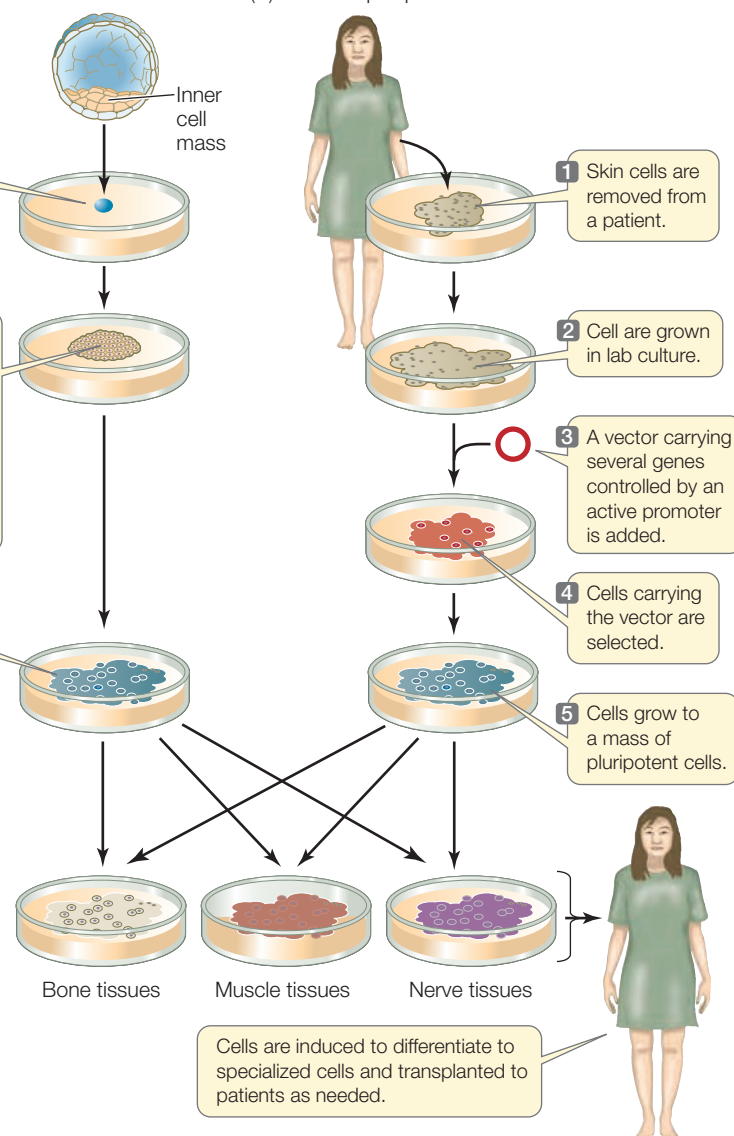 Inner
cell
mass
1 Skin cells are
removed from
a patient.
2 Cell are grown
in lab culture.
3 A vector carrying
several genes
controlled by an
active promoter
is added.
4 Cells carrying
the vector are
selected.
5 Cells grow to
a mass of
pluripotent cells.
Bone tissues
Muscle tissues
Nerve tissues
Cells are induced to differentiate to
specialized cells and transplanted to
patients as needed.